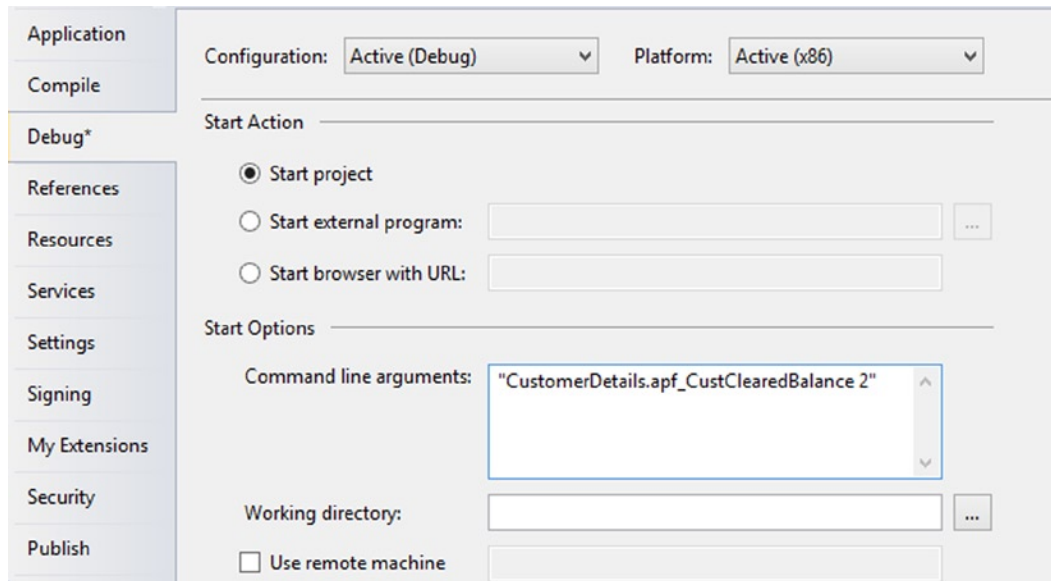 Application
Compile
Debug*
References
Resources
Services
Settings
Signing
My Extensions
Security
Publish
Configuration: Active (Debug) Platform: Active (x86)
Start Action
Start project
Start external program: ...
Start browser with URL:
Start Options
Command line arguments: "CustomerDetails.apf_CustClearedBalance 2"
Working directory: ...
Use remote machine